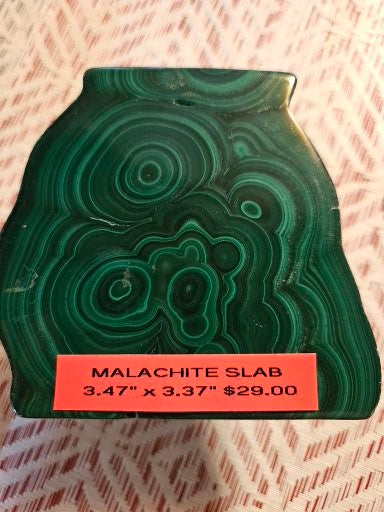 MALACHITE SLAB
3.47" x 3.37" $29.00